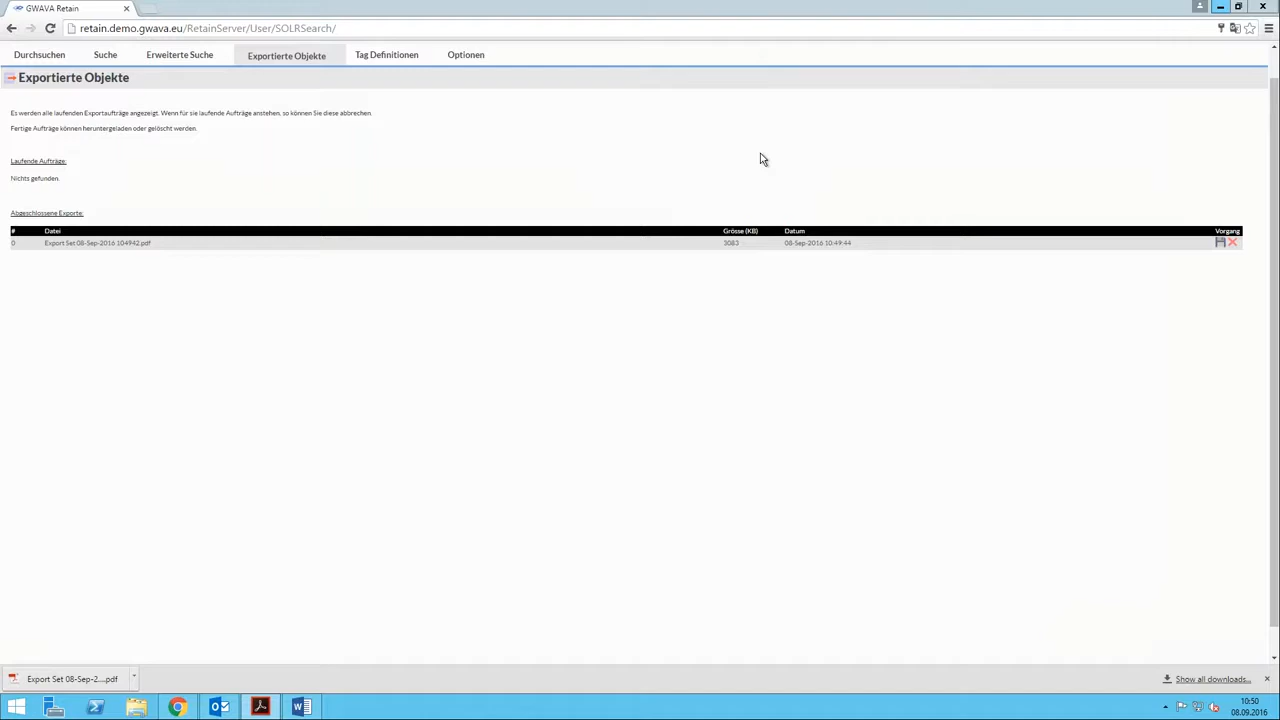 GWAVA Retain
retain.demo.gwava.eu/RetainServer/User/SOLRSearch/
Durchsuchen Suche Erweiterte Suche Exportierte Objekte Tag Definitionen Optionen
Exportierte Objekte
Es werden alle laufenden Exportaufträge angezeigt. Wenn für sie laufende Aufträge anstehen, so können Sie diese abbrechen.
Fertige Aufträge können heruntergeladen oder gelöscht werden.
Laufende Aufträge:
Nichts gefunden.
Abgeschlossene Exporte:
# Datei Grösse (KB) Datum Vorgang
0 Export Set 08-Sep-2016 104942.pdf 3083 08-Sep-2016 10:49:44
Export Set 08-Sep-2....pdf Show all downloads...
10:50
08.09.2016